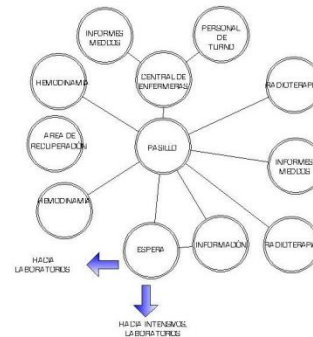 INFORMES
MEDICOS
PERSONAL
DE
TURNO
HEMODINAMIA
CENTRAL DE
ENFERMERAS
RADIOTERAPIA
AREA DE
RECUPERACIÓN
PASILLO
INFORMES
MEDICOS
HEMODINAMIA
ESPERA
INFORMACIÓN
RADIOTERAPIA
HACIA
LABORATORIOS
HACIA INTENSIVOS,
LABORATORIOS